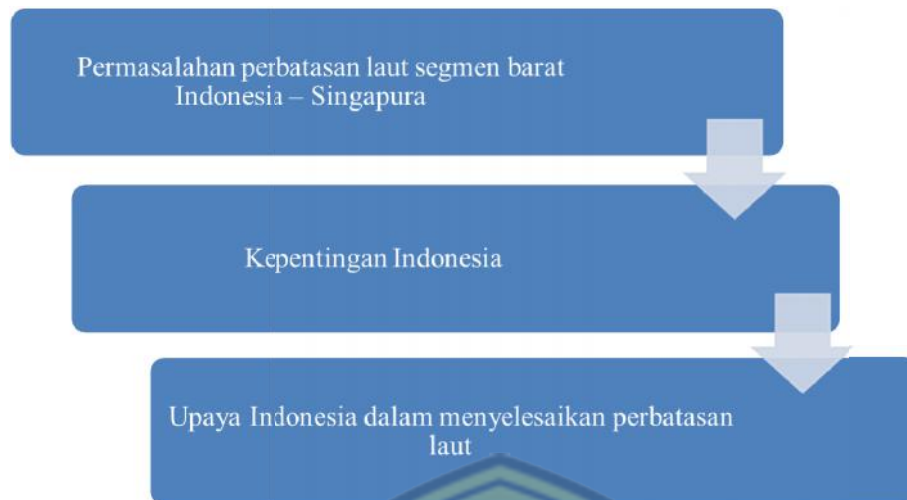 Permasalahan perbatasan laut segmen barat
Indonesia – Singapura
Kepentingan Indonesia
Upaya Indonesia dalam menyelesaikan perbatasan
laut